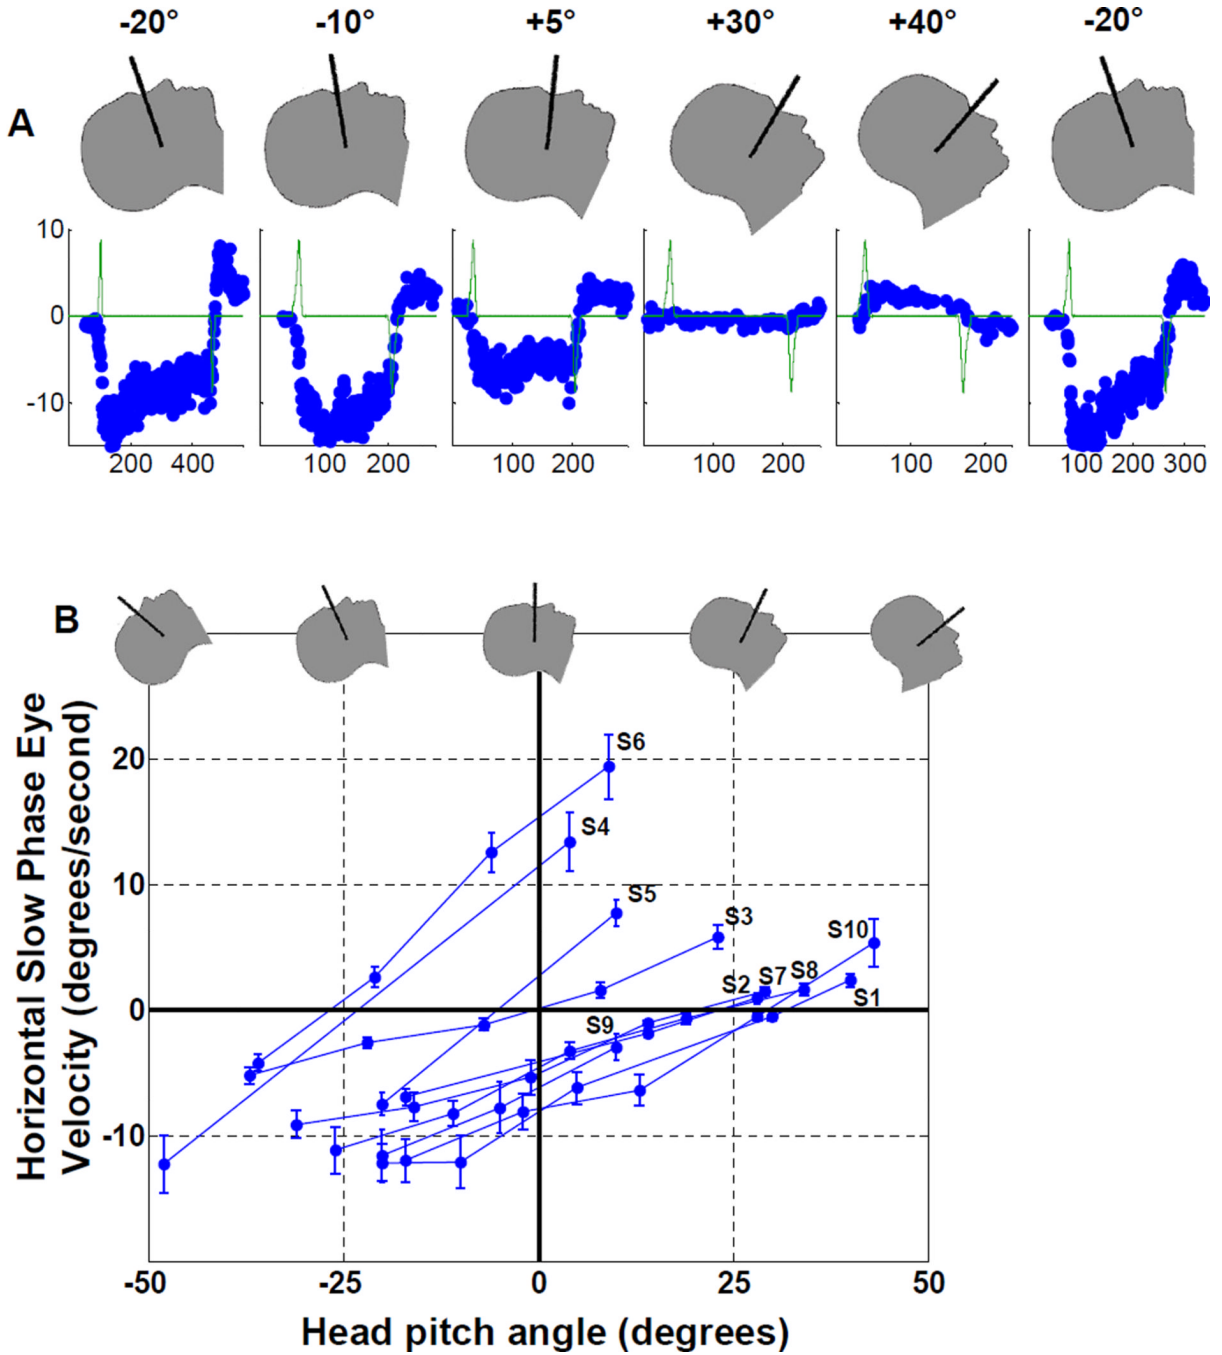 -20° -10° +5° +30° +40° -20°
A
10
0
-10
200 400 100 200 100 200 100 200 100 200 100 200 300
B
Horizontal Slow Phase Eye
Velocity (degrees/second)
20
10
0
-10
S6
S4
S5
S3
S10
S2 S7 S8
S1
S9
-50 -25 0 25 50
Head pitch angle (degrees)